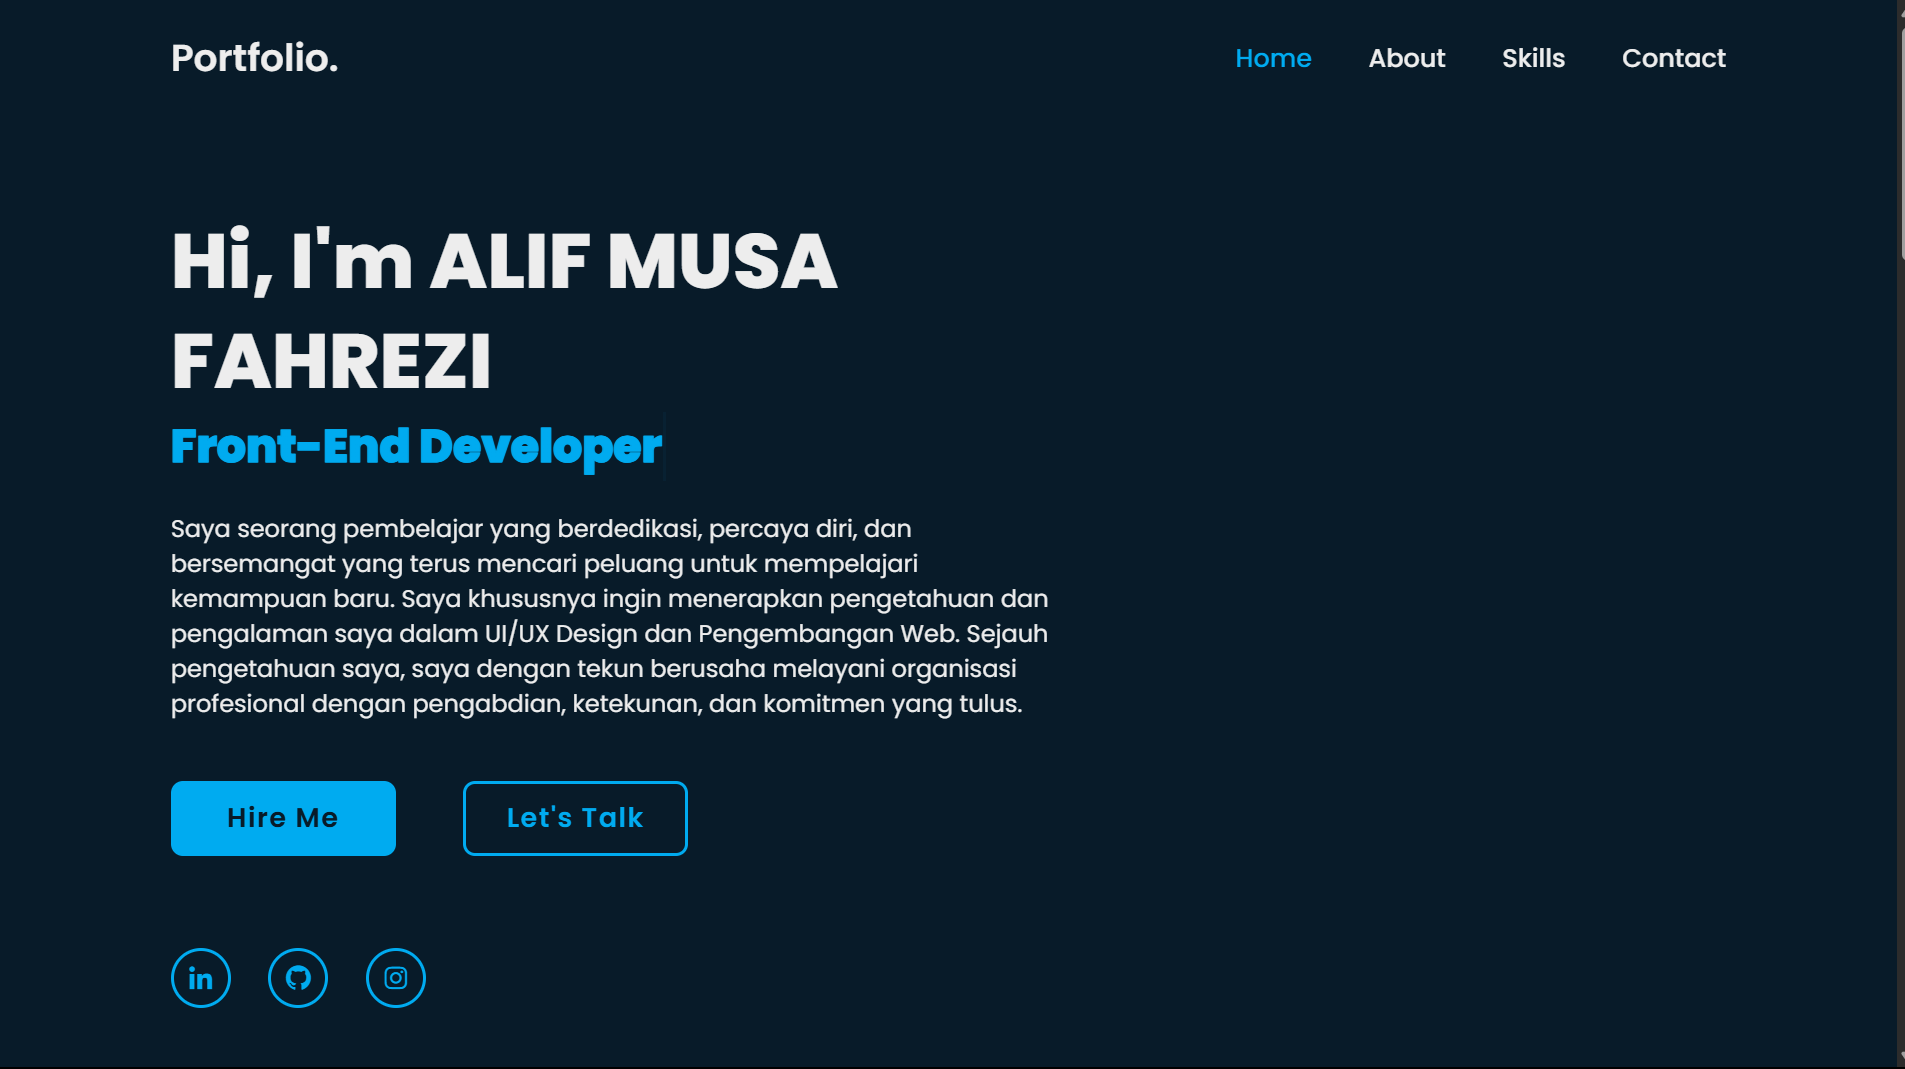 Portfolio.
Home
About
Skills
Contact
Hi, I'm ALIF MUSA
FAHREZI
Front-End Developer
Saya seorang pembelajar yang berdedikasi, percaya diri, dan
bersemangat yang terus mencari peluang untuk mempelajari
kemampuan baru. Saya khususnya ingin menerapkan pengetahuan dan
pengalaman saya dalam UI/UX Design dan Pengembangan Web. Sejauh
pengetahuan saya, saya dengan tekun berusaha melayani organisasi
profesional dengan pengabdian, ketekunan, dan komitmen yang tulus.
Hire Me
Let's Talk
in